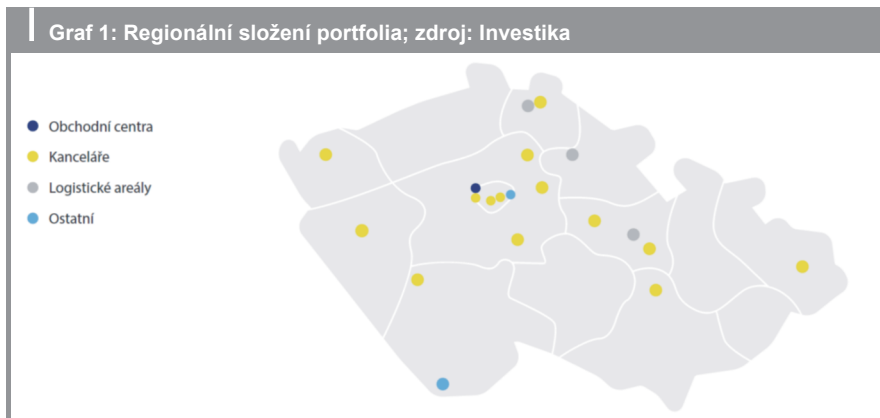 Graf 1: Regionální složení portfolia; zdroj: Investika
Obchodní centra
Kanceláře
Logistické areály
Ostatní